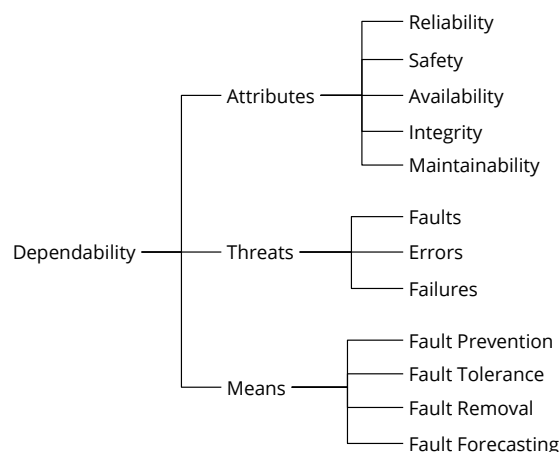 Dependability
Attributes
Reliability
Safety
Availability
Integrity
Maintainability
Threats
Faults
Errors
Failures
Means
Fault Prevention
Fault Tolerance
Fault Removal
Fault Forecasting